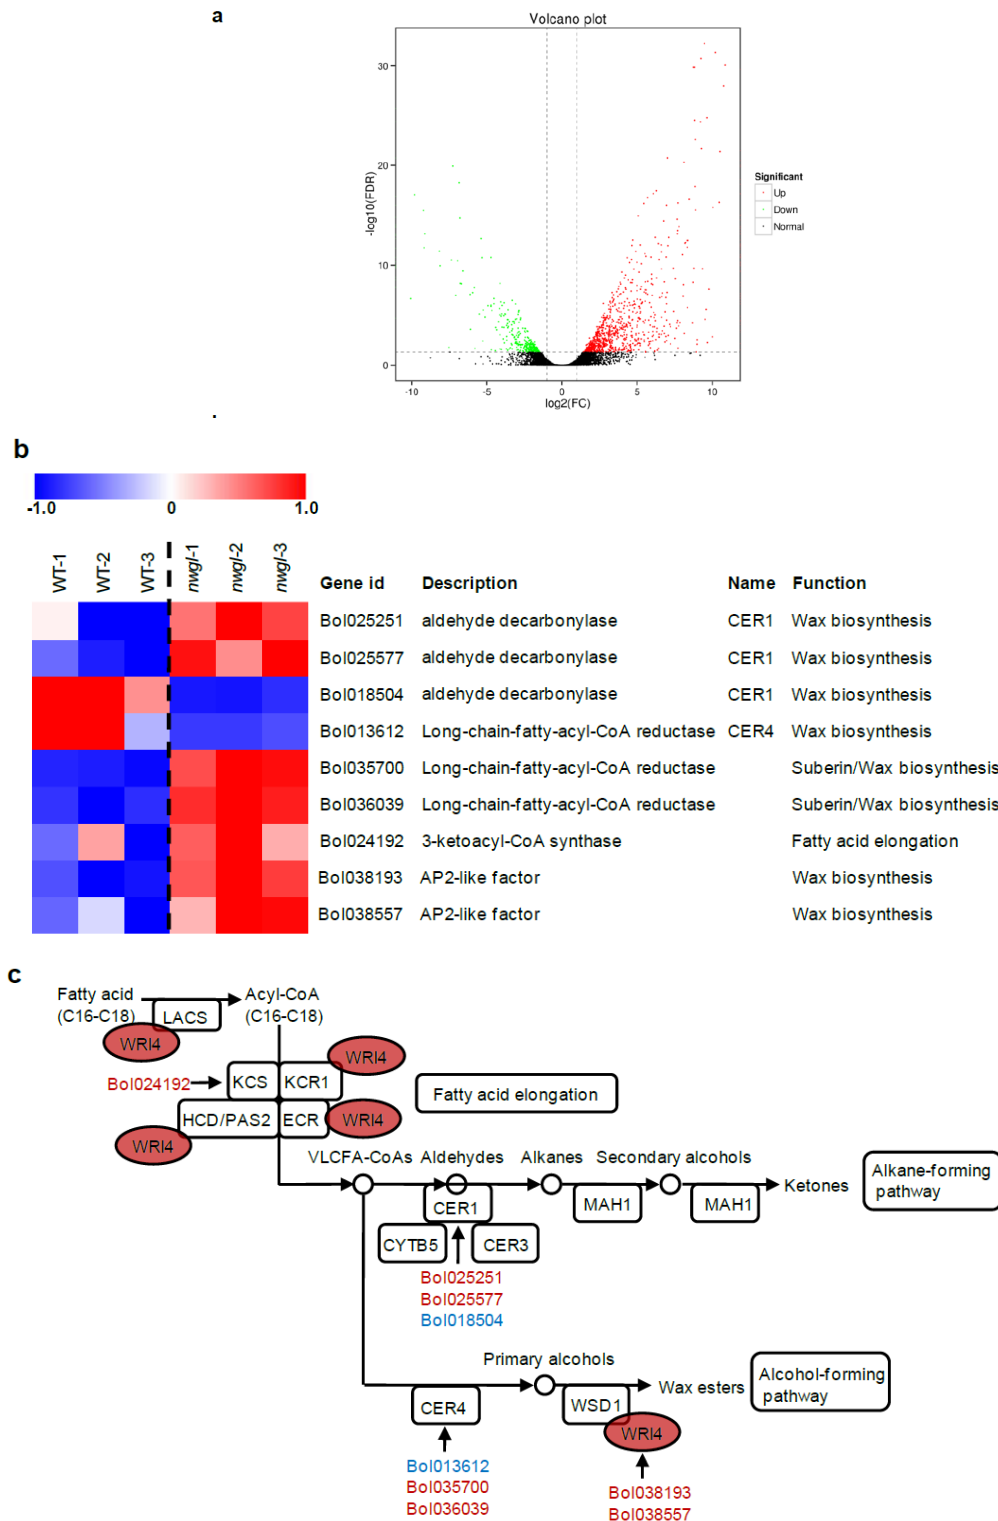 a
Volcano plot
30
20
10
0
-log10(FDR)
-10 -5 0 5 10
log2(FC)
Significant
Up
Down
Normal
.
b
-1.0 0 1.0
WT-1 WT-2 WT-3 nwgl-1 nwgl-2 nwgl-3
Gene id Description Name Function
Bol025251 aldehyde decarbonylase CER1 Wax biosynthesis
Bol025577 aldehyde decarbonylase CER1 Wax biosynthesis
Bol018504 aldehyde decarbonylase CER1 Wax biosynthesis
Bol013612 Long-chain-fatty-acyl-CoA reductase CER4 Wax biosynthesis
Bol035700 Long-chain-fatty-acyl-CoA reductase Suberin/Wax biosynthesis
Bol036039 Long-chain-fatty-acyl-CoA reductase Suberin/Wax biosynthesis
Bol024192 3-ketoacyl-CoA synthase Fatty acid elongation
Bol038193 AP2-like factor Wax biosynthesis
Bol038557 AP2-like factor Wax biosynthesis
c
Fatty acid Acyl-CoA
(C16-C18) (C16-C18)
LACS
WRI4 WRI4
Bol024192 KCS KCR1
Fatty acid elongation
HCD/PAS2 ECR WRI4
WRI4
VLCFA-CoAs Aldehydes Alkanes Secondary alcohols
Ketones
Alkane-forming
pathway
CER1 MAH1 MAH1
CYTB5 CER3
Bol025251
Bol025577
Bol018504
Primary alcohols
Wax esters
Alcohol-forming
pathway
CER4 WSD1
WRI4
Bol013612
Bol035700
Bol036039
Bol038193
Bol038557